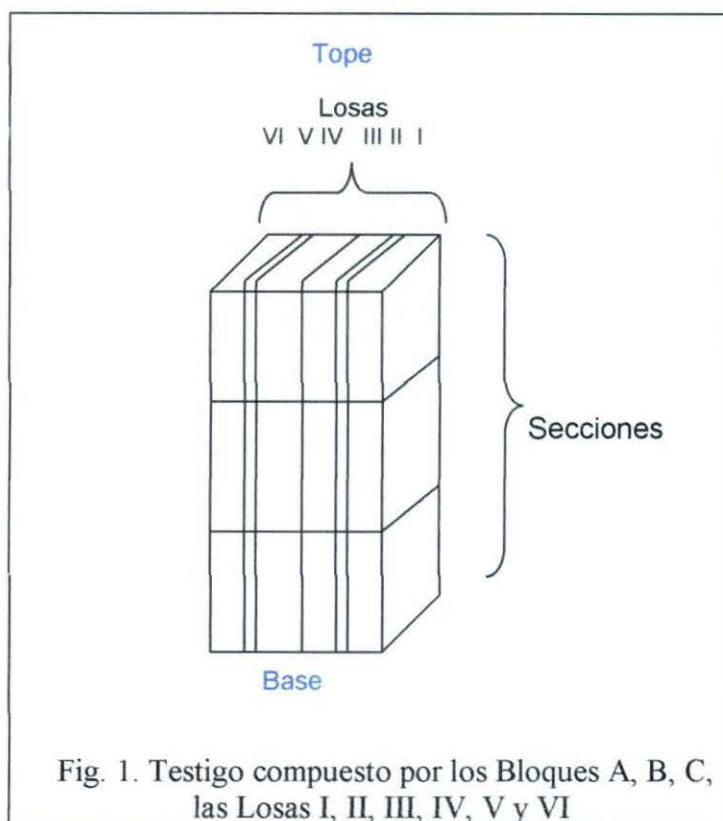 Tope
Losas
VI V IV III II I
Secciones
Base
Fig. 1. Testigo compuesto por los Bloques A, B, C,
las Losas I, II, III, IV, V y VI